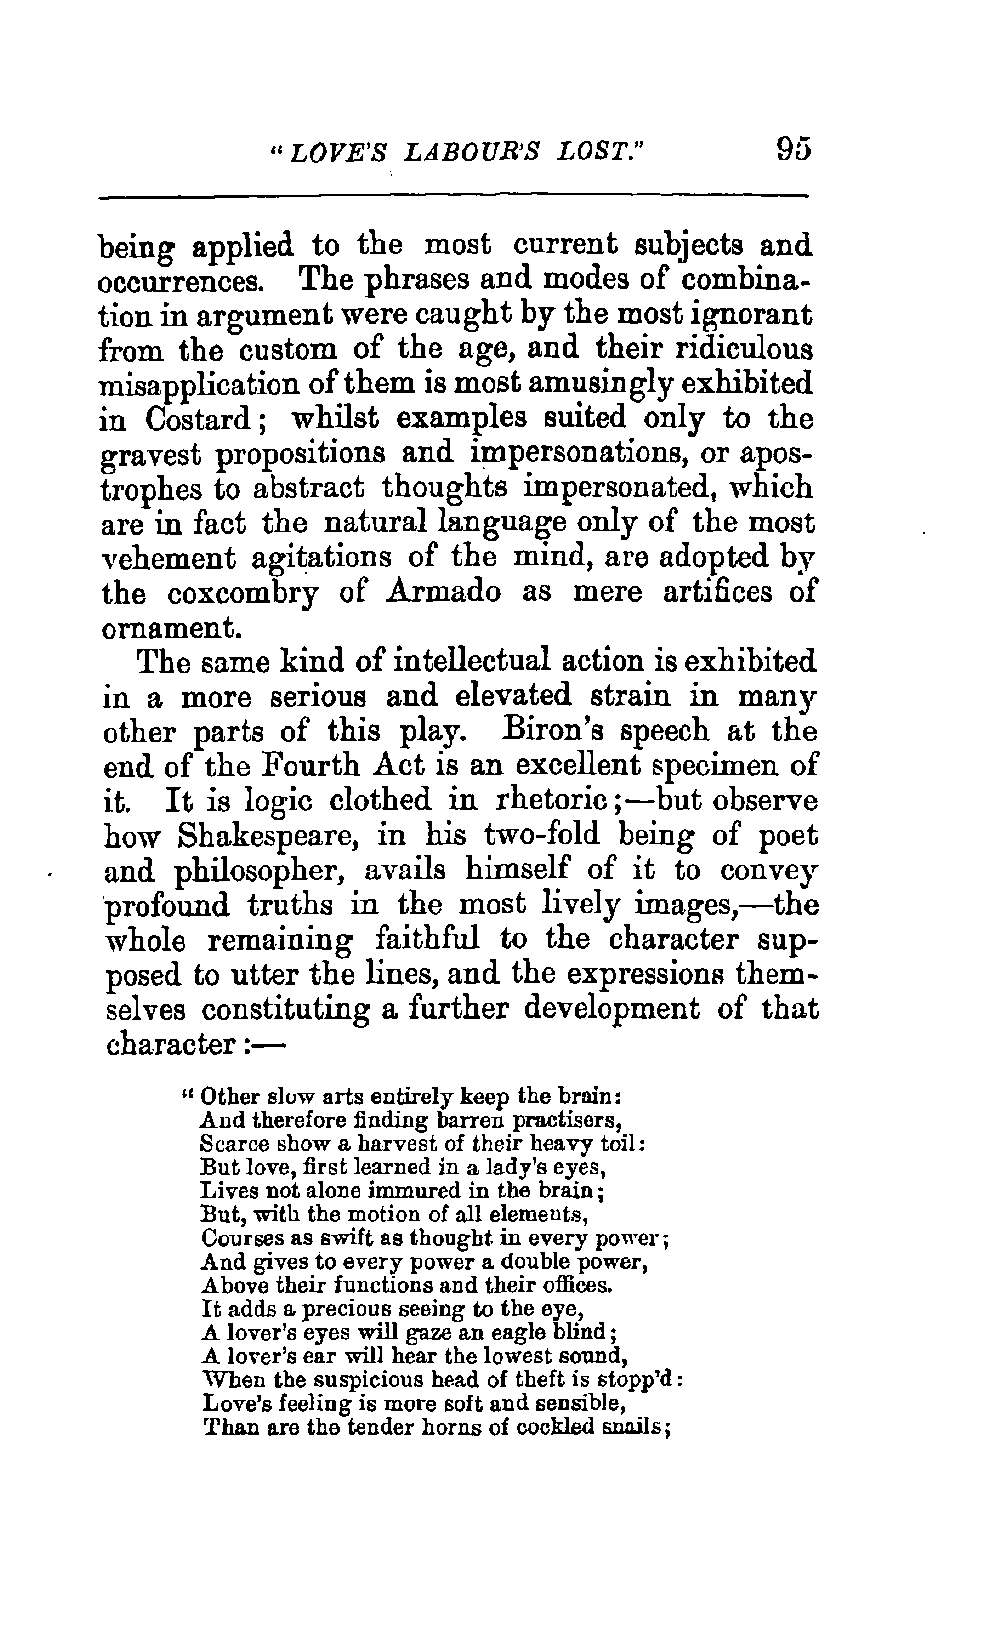 "LOVE'S LABOUR'S LOST." 95
being applied to the most current subjects and
occurrences. The phrases and modes of combina-
tion in argument were caught by the most ignorant
from the custom of the age, and their ridiculous
misapplication of them is most amusingly exhibited
in Costard; whilst examples suited only to the
gravest propositions and impersonations, or apos-
trophes to abstract thoughts impersonated, which
are in fact the natural language only of the most
vehement agitations of the mind, are adopted by
the coxcombry of Armado as mere artifices of
ornament.
The same kind of intellectual action is exhibited
in a more serious and elevated strain in many
other parts of this play. Biron's speech at the
end of the Fourth Act is an excellent specimen of
it. It is logic clothed in rhetoric;—but observe
how Shakespeare, in his two-fold being of poet
and philosopher, avails himself of it to convey
profound truths in the most lively images,—the
whole remaining faithful to the character sup-
posed to utter the lines, and the expressions them-
selves constituting a further development of that
character:—
"Other slow arts entirely keep the brain:
And therefore finding barren practisers,
Scarce show a harvest of their heavy toil:
But love, first learned in a lady's eyes,
Lives not alone immured in the brain;
But, with the motion of all elements,
Courses as swift as thought in every power;
And gives to every power a double power,
Above their functions and their offices.
It adds a precious seeing to the eye,
A lover's eyes will gaze an eagle blind;
A lover's ear will hear the lowest sound,
When the suspicious head of theft is stopp'd:
Love's feeling is more soft and sensible,
Than are the tender horns of cockled snails;